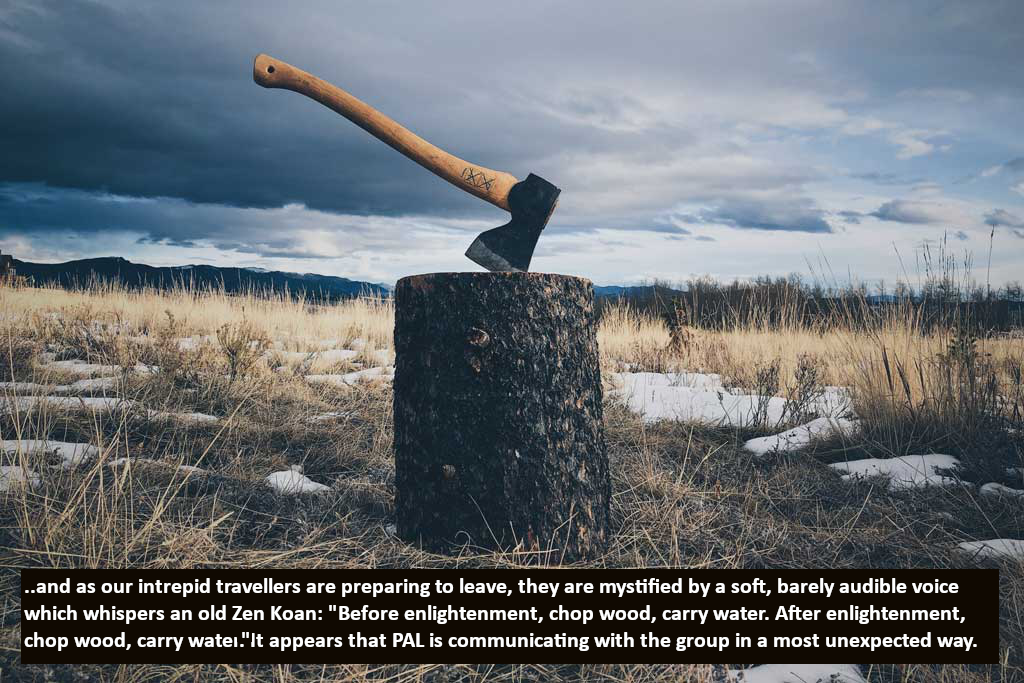 ..and as our intrepid travellers are preparing to leave, they are mystified by a soft, barely audible voice
which whispers an old Zen Koan: "Before enlightenment, chop wood, carry water. After enlightenment,
chop wood, carry water."It appears that PAL is communicating with the group in a most unexpected way.